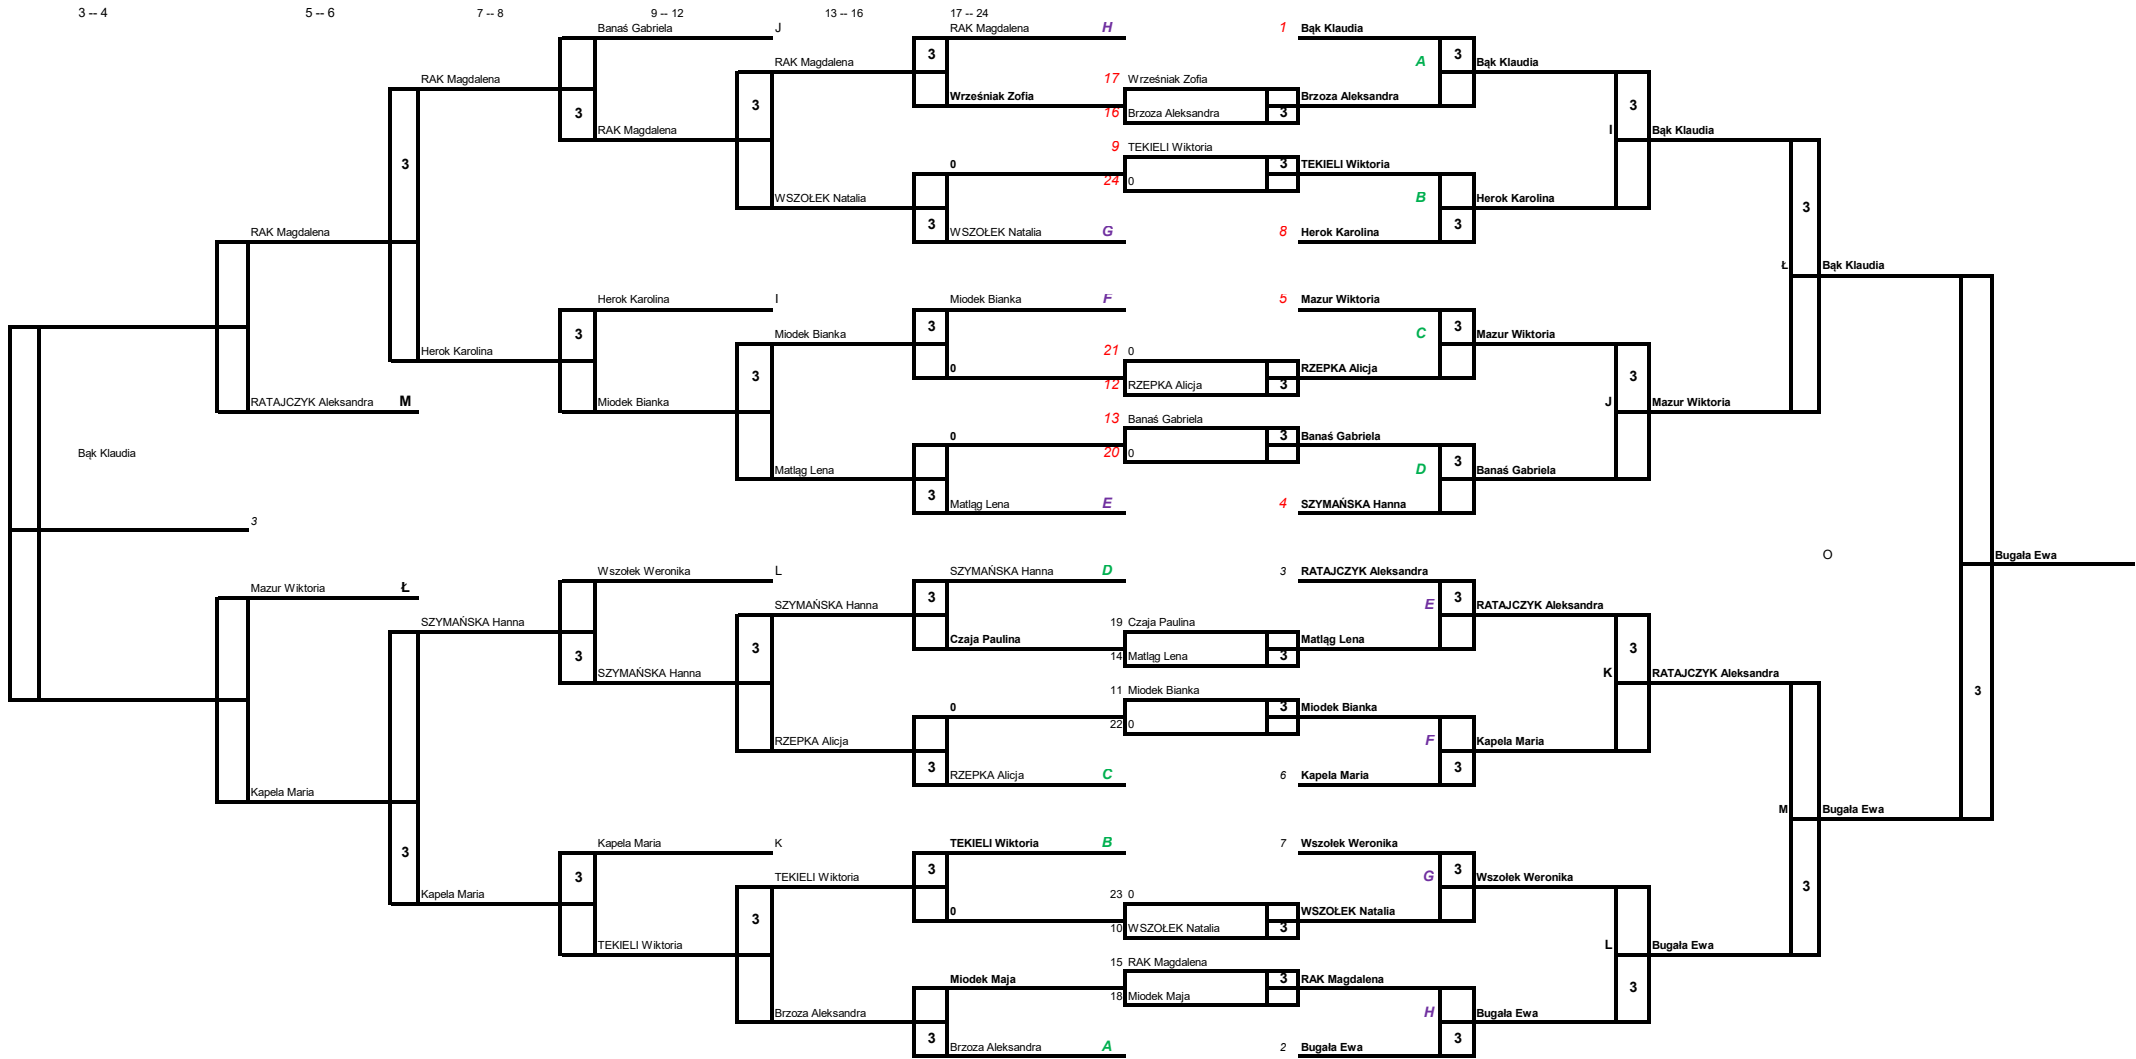 3 -- 4 5 -- 6 7 -- 8 9 -- 12 13 -- 16 17 -- 24
Banaś Gabriela J RAK Magdalena H 1 Bąk Klaudia
3 3
RAK Magdalena A Bąk Klaudia
RAK Magdalena 17 Wrześniak Zofia
3 Wrześniak Zofia Brzoza Aleksandra 3
3 16 Brzoza Aleksandra 3
RAK Magdalena I Bąk Klaudia
9 TEKIELI Wiktoria
3 0 3 TEKIELI Wiktoria
24 0
WSZOŁEK Natalia B Herok Karolina
3 3 3
RAK Magdalena WSZOŁEK Natalia G 8 Herok Karolina
Ł Bąk Klaudia
Herok Karolina I Miodek Bianka F 5 Mazur Wiktoria
3 3 3
Miodek Bianka C Mazur Wiktoria
Herok Karolina 21 0
0 RZEPKA Alicja
3 3
12 RZEPKA Alicja 3
RATAJCZYK Aleksandra M Miodek Bianka J Mazur Wiktoria
13 Banaś Gabriela
0 3 Banaś Gabriela
Bąk Klaudia 20 0
3
Matląg Lena D Banaś Gabriela
3
Matląg Lena E 4 SZYMAŃSKA Hanna
3
O Bugała Ewa
Wszołek Weronika L SZYMAŃSKA Hanna D 3 RATAJCZYK Aleksandra
Mazur Wiktoria Ł
3 3
SZYMAŃSKA Hanna E RATAJCZYK Aleksandra
SZYMAŃSKA Hanna 19 Czaja Paulina
Czaja Paulina Matląg Lena
3 3 14 Matląg Lena 3 3
SZYMAŃSKA Hanna K RATAJCZYK Aleksandra
11 Miodek Bianka 3
0 3 Miodek Bianka
22 0
RZEPKA Alicja F Kapela Maria
3 3
RZEPKA Alicja C 6 Kapela Maria
Kapela Maria
M Bugała Ewa
Kapela Maria K TEKIELI Wiktoria B 7 Wszołek Weronika
3
3 3
3 TEKIELI Wiktoria G Wszołek Weronika
3
Kapela Maria 23 0
0 WSZOŁEK Natalia
3 10 WSZOŁEK Natalia 3
TEKIELI Wiktoria L Bugała Ewa
15 RAK Magdalena
Miodek Maja 3 RAK Magdalena
3
18 Miodek Maja
Brzoza Aleksandra H Bugała Ewa
3 3
Brzoza Aleksandra A 2 Bugała Ewa